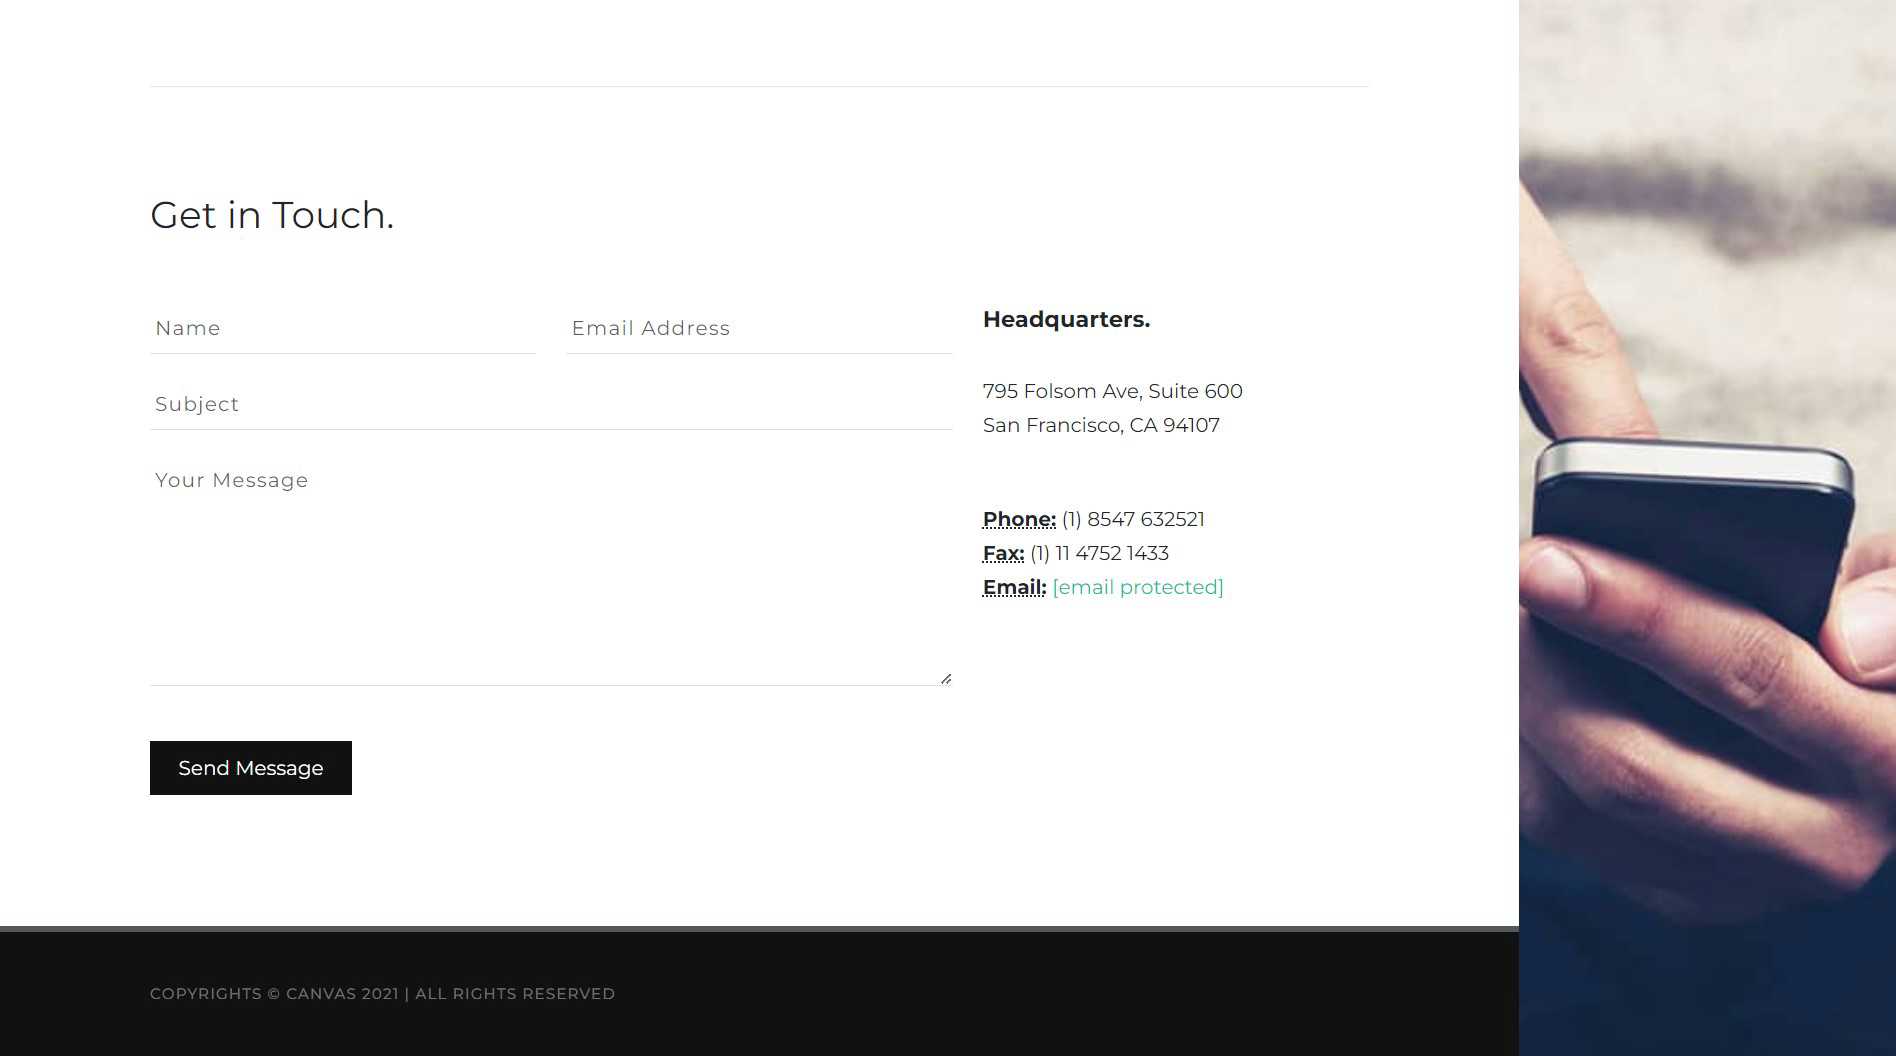 Get in Touch.
Name
Email Address
Subject
Your Message
Send Message
Headquarters.
795 Folsom Ave, Suite 600
San Francisco, CA 94107
Phone: (1) 8547 632521
Fax: (1) 11 4752 1433
Email: [email protected]
COPYRIGHTS © CANVAS 2021 | ALL RIGHTS RESERVED